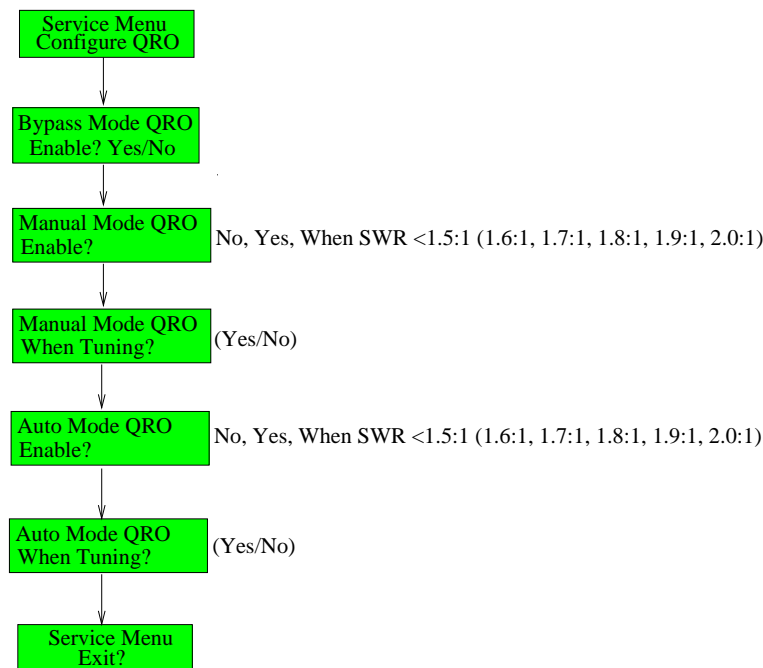 Service Menu
Configure QRO
Bypass Mode QRO
Enable? Yes/No
Manual Mode QRO
Enable?
No, Yes, When SWR <1.5:1 (1.6:1, 1.7:1, 1.8:1, 1.9:1, 2.0:1)
Manual Mode QRO
When Tuning?
(Yes/No)
Auto Mode QRO
Enable?
No, Yes, When SWR <1.5:1 (1.6:1, 1.7:1, 1.8:1, 1.9:1, 2.0:1)
Auto Mode QRO
When Tuning?
(Yes/No)
Service Menu
Exit?